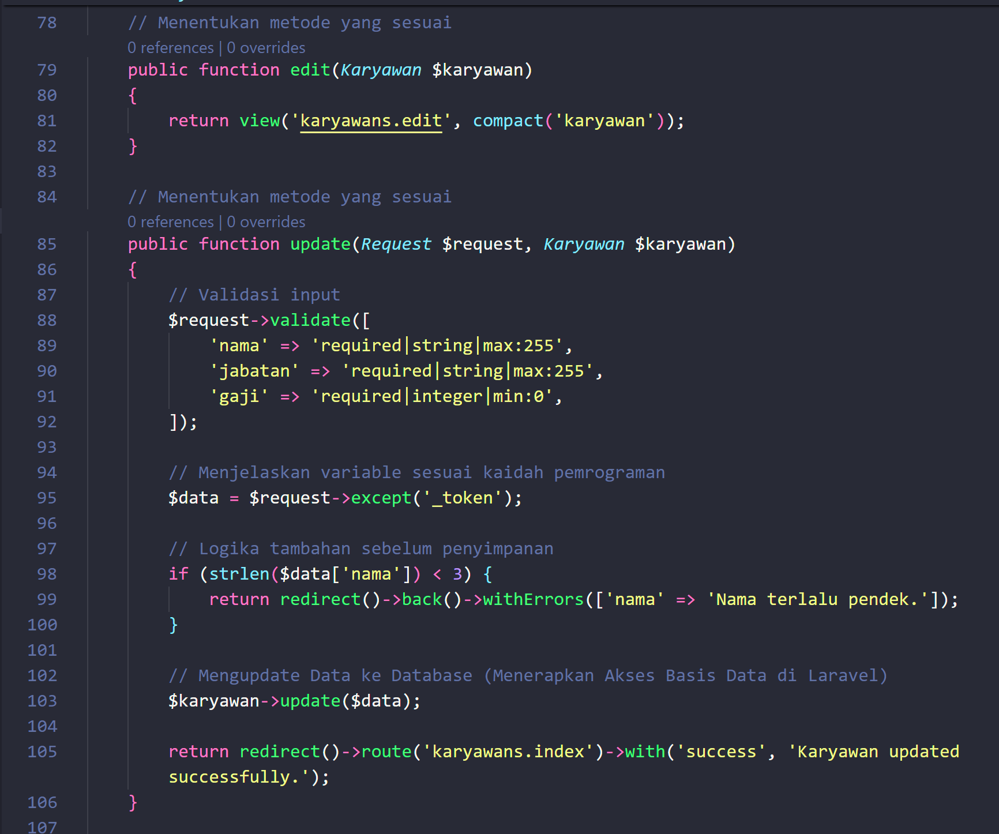 78 // Menentukan metode yang sesuai
0 references | 0 overrides
79 public function edit(Karyawan $karyawan)
80 {
81 return view('karyawans.edit', compact('karyawan'));
82 }
83
84 // Menentukan metode yang sesuai
0 references | 0 overrides
85 public function update(Request $request, Karyawan $karyawan)
86 {
87 // Validasi input
88 $request->validate([
89 'nama' => 'required|string|max:255',
90 'jabatan' => 'required|string|max:255',
91 'gaji' => 'required|integer|min:0',
92 ]);
93
94 // Menjelaskan variable sesuai kaidah pemrograman
95 $data = $request->except('_token');
96
97 // Logika tambahan sebelum penyimpanan
98 if (strlen($data['nama']) < 3) {
99 return redirect()->back()->withErrors(['nama' => 'Nama terlalu pendek.']);
100 }
101
102 // Mengupdate Data ke Database (Menerapkan Akses Basis Data di Laravel)
103 $karyawan->update($data);
104
105 return redirect()->route('karyawans.index')->with('success', 'Karyawan updated
successfully.');
106 }
107